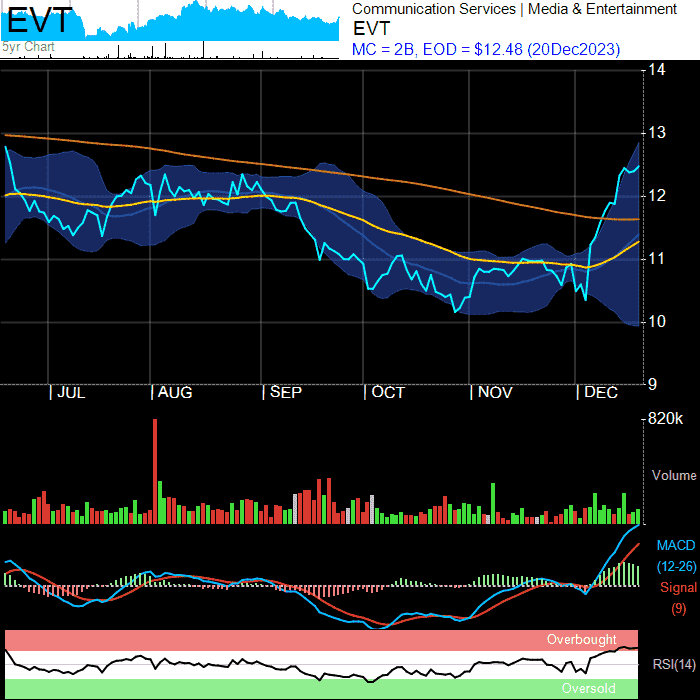 EVT
5yr Chart
Communication Services | Media & Entertainment
EVT
MC = 2B, EOD = $12.48 (20Dec2023)
14
13
12
11
10
9
| JUL | AUG | SEP | OCT | NOV | DEC
820k
Volume
MACD
(12-26)
Signal
(9)
Overbought
RSI(14)
Oversold